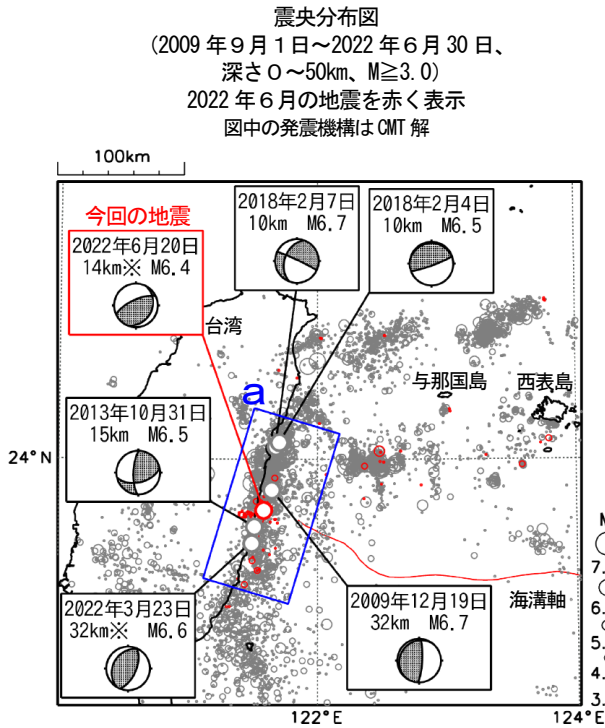 震央分布図
(2009年9月1日～2022年6月30日、
深さ0～50km、M≧3.0)
2022年6月の地震を赤く表示
図中の発震機構はCMT解
100km
今回の地震
2022年6月20日
14km※ M6.4
2018年2月7日
10km M6.7
2018年2月4日
10km M6.5
台湾
与那国島
西表島
a
2013年10月31日
15km M6.5
24°N
M
7.
6.
5.
4.
3.
海溝軸
2022年3月23日
32km※ M6.6
2009年12月19日
32km M6.7
122°E
124°E